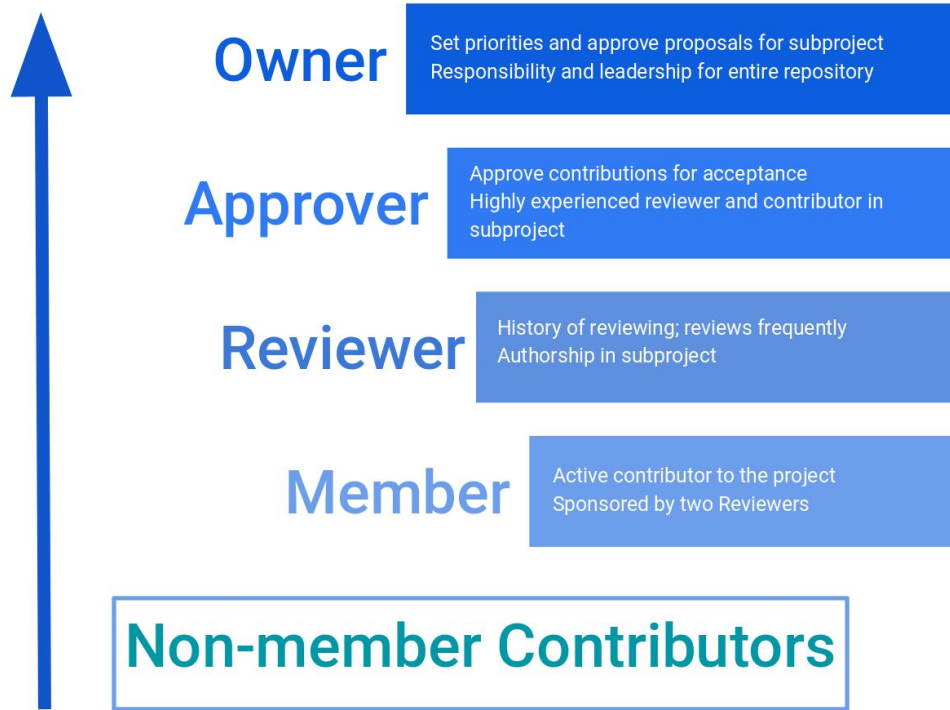 Owner
Set priorities and approve proposals for subproject
Responsibility and leadership for entire repository
Approver
Approve contributions for acceptance
Highly experienced reviewer and contributor in
subproject
Reviewer
History of reviewing; reviews frequently
Authorship in subproject
Member
Active contributor to the project
Sponsored by two Reviewers
Non-member Contributors